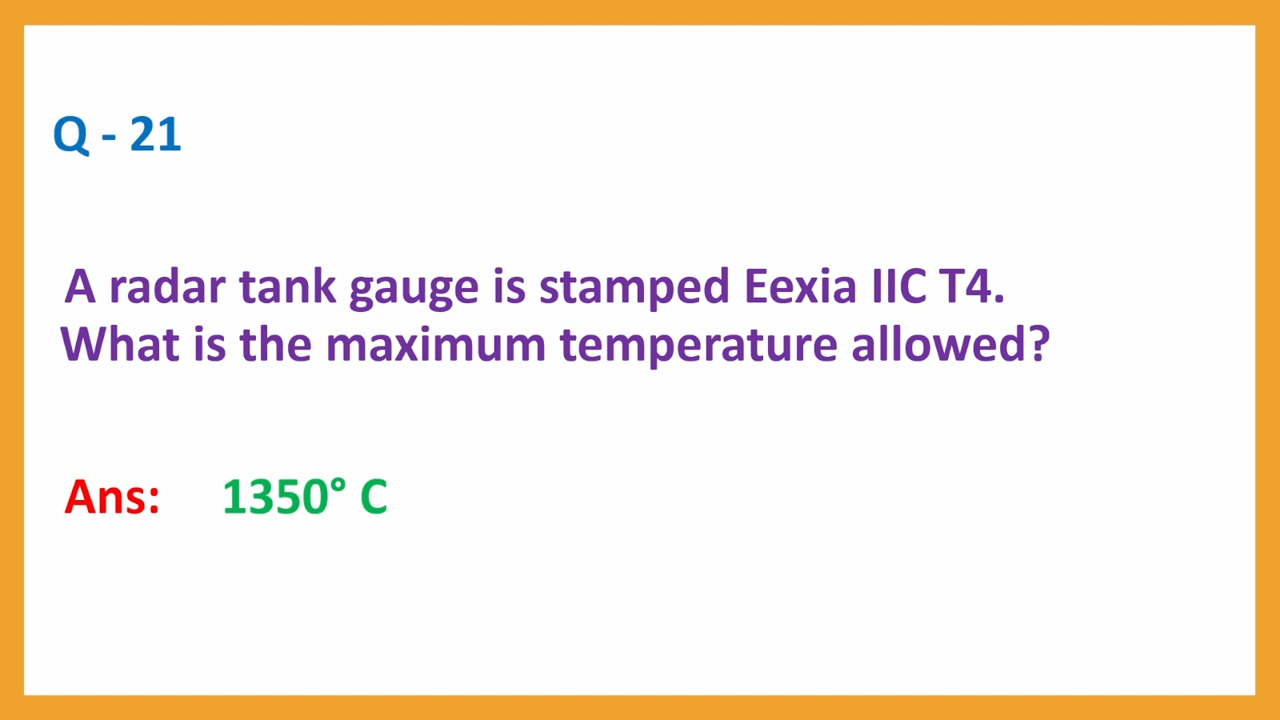 Q - 21
A radar tank gauge is stamped Eexia IIC T4.
What is the maximum temperature allowed?
Ans: 1350° C